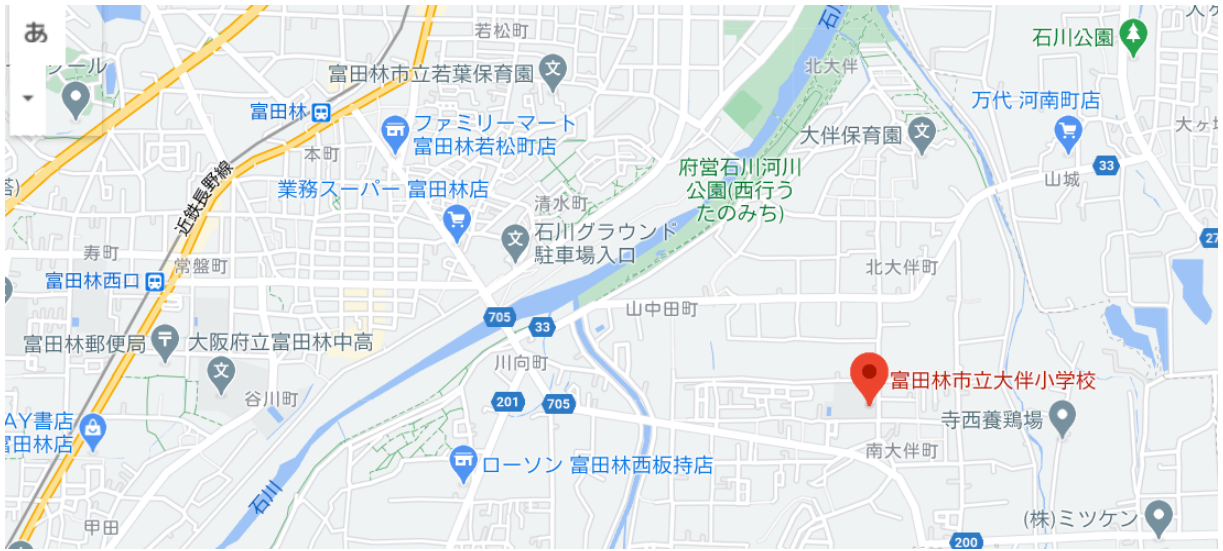 あ
若松町
石川公園
プール
富田林市立若葉保育園
北大伴
富田林
ファミリーマート
富田林若松町店
万代 河南町店
大伴保育園
本町
府営石川河川
公園(西行う
たのみち)
33
山城
近鉄長野線
業務スーパー 富田林店
清水町
石川グラウンド
駐車場入口
寿町
常盤町
富田林西口
北大伴町
山中田町
705
33
富田林郵便局
大阪府立富田林中高
川向町
富田林市立大伴小学校
谷川町
201
705
AY書店
富田林店
寺西養鶏場
南大伴町
ローソン 富田林西板持店
石川
甲田
(株)ミツケン
200